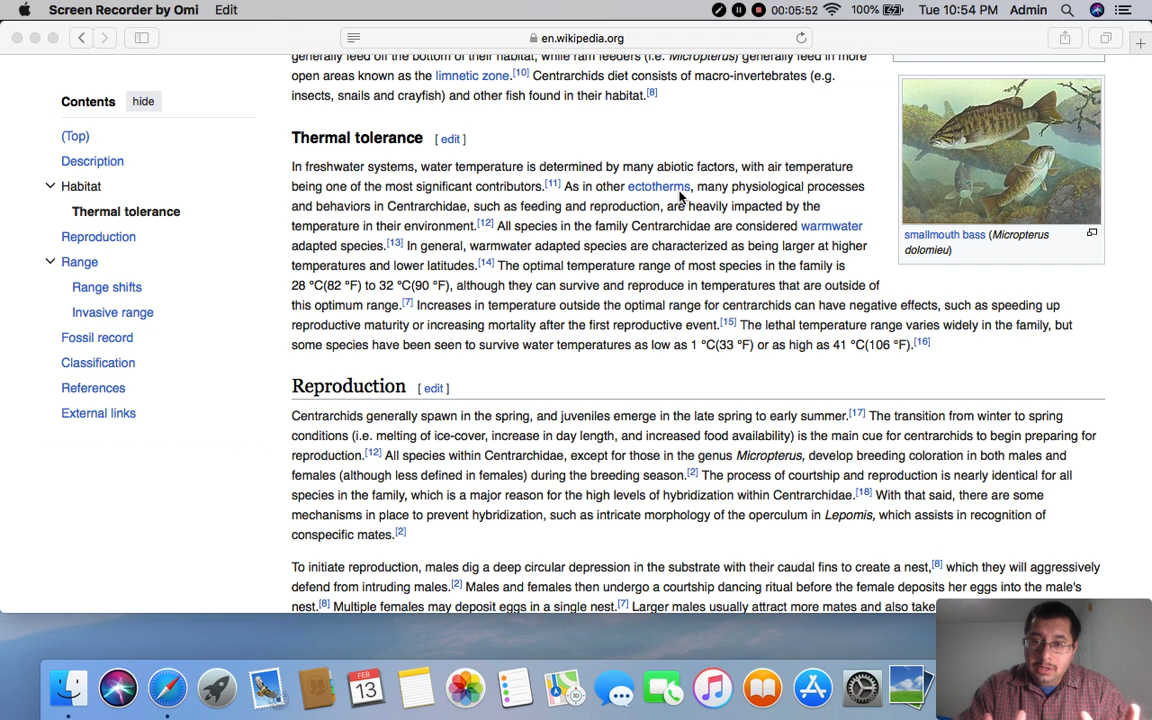 Screen Recorder by Omi Edit 00:05:52 100% Tue 10:54 PM Admin
en.wikipedia.org
generally feed off the bottom of their habitat, while ram feeders (i.e. Micropterus) generally feed in more
open areas known as the limnetic zone.[10] Centrarchids diet consists of macro-invertebrates (e.g.
insects, snails and crayfish) and other fish found in their habitat.[8]
Contents hide
(Top)
Description
Habitat
Thermal tolerance
Reproduction
Range
Range shifts
Invasive range
Fossil record
Classification
References
External links
Thermal tolerance [ edit ]
In freshwater systems, water temperature is determined by many abiotic factors, with air temperature
being one of the most significant contributors.[11] As in other ectotherms, many physiological processes
and behaviors in Centrarchidae, such as feeding and reproduction, are heavily impacted by the
temperature in their environment.[12] All species in the family Centrarchidae are considered warmwater
adapted species.[13] In general, warmwater adapted species are characterized as being larger at higher
temperatures and lower latitudes.[14] The optimal temperature range of most species in the family is
28 °C(82 °F) to 32 °C(90 °F), although they can survive and reproduce in temperatures that are outside of
this optimum range.[7] Increases in temperature outside the optimal range for centrarchids can have negative effects, such as speeding up
reproductive maturity or increasing mortality after the first reproductive event.[15] The lethal temperature range varies widely in the family, but
some species have been seen to survive water temperatures as low as 1 °C(33 °F) or as high as 41 °C(106 °F).[16]
smallmouth bass (Micropterus
dolomieu)
Reproduction [ edit ]
Centrarchids generally spawn in the spring, and juveniles emerge in the late spring to early summer.[17] The transition from winter to spring
conditions (i.e. melting of ice-cover, increase in day length, and increased food availability) is the main cue for centrarchids to begin preparing for
reproduction.[12] All species within Centrarchidae, except for those in the genus Micropterus, develop breeding coloration in both males and
females (although less defined in females) during the breeding season.[2] The process of courtship and reproduction is nearly identical for all
species in the family, which is a major reason for the high levels of hybridization within Centrarchidae.[18] With that said, there are some
mechanisms in place to prevent hybridization, such as intricate morphology of the operculum in Lepomis, which assists in recognition of
conspecific mates.[2]
To initiate reproduction, males dig a deep circular depression in the substrate with their caudal fins to create a nest,[8] which they will aggressively
defend from intruding males.[2] Males and females then undergo a courtship dancing ritual before the female deposits her eggs into the male's
nest.[8] Multiple females may deposit eggs in a single nest.[7] Larger males usually attract more mates and also take
FEB
13